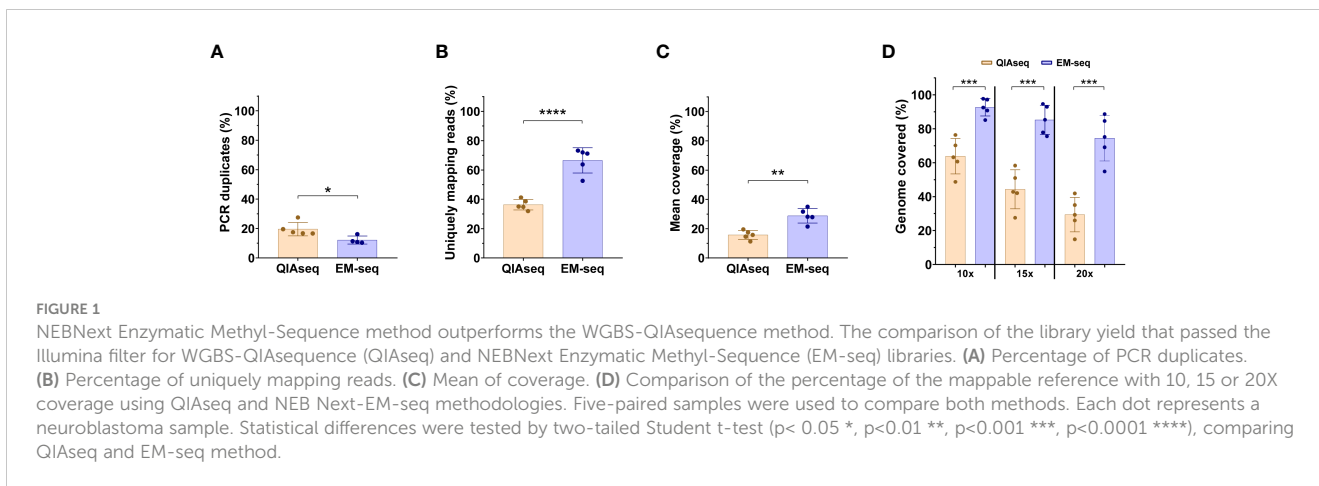 A
B
C
D
QIAseq
EM-seq
PCR duplicates (%)
100
80
60
40
20
0
*
QIAseq
EM-seq
Uniquely mapping reads (%)
100
80
60
40
20
0
****
QIAseq
EM-seq
Mean coverage (%)
100
80
60
40
20
0
**
QIAseq
EM-seq
Genome covered (%)
100
80
60
40
20
0
***
***
***
10x
15x
20x
FIGURE 1
NEBNext Enzymatic Methyl-Sequence method outperforms the WGBS-QIAsequence method. The comparison of the library yield that passed the
Illumina filter for WGBS-QIAsequence (QIAseq) and NEBNext Enzymatic Methyl-Sequence (EM-seq) libraries. (A) Percentage of PCR duplicates.
(B) Percentage of uniquely mapping reads. (C) Mean of coverage. (D) Comparison of the percentage of the mappable reference with 10, 15 or 20X
coverage using QIAseq and NEB Next-EM-seq methodologies. Five-paired samples were used to compare both methods. Each dot represents a
neuroblastoma sample. Statistical differences were tested by two-tailed Student t-test (p< 0.05 *, p<0.01 **, p<0.001 ***, p<0.0001 ****), comparing
QIAseq and EM-seq method.